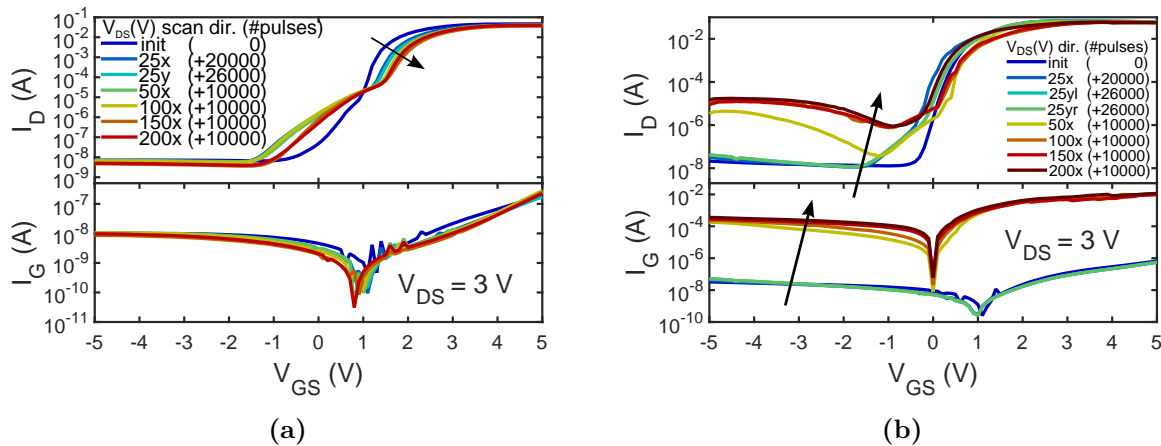 10^-1
10^-2
10^-3
10^-4
10^-5
10^-6
10^-7
10^-8
10^-9
I_D (A)
V_DS(V) scan dir. (#pulses)
init ( 0)
25x (+20000)
25y (+26000)
50x (+10000)
100x (+10000)
150x (+10000)
200x (+10000)
10^-7
10^-8
10^-9
10^-10
10^-11
I_G (A)
V_DS = 3 V
-5 -4 -3 -2 -1 0 1 2 3 4 5
V_GS (V)
(a)
10^-2
10^-4
10^-6
10^-8
I_D (A)
V_DS(V) dir. (#pulses)
init ( 0)
25x (+20000)
25yl (+26000)
25yr (+26000)
50x (+10000)
100x (+10000)
150x (+10000)
200x (+10000)
10^-2
10^-4
10^-6
10^-8
10^-10
I_G (A)
V_DS = 3 V
-5 -4 -3 -2 -1 0 1 2 3 4 5
V_GS (V)
(b)